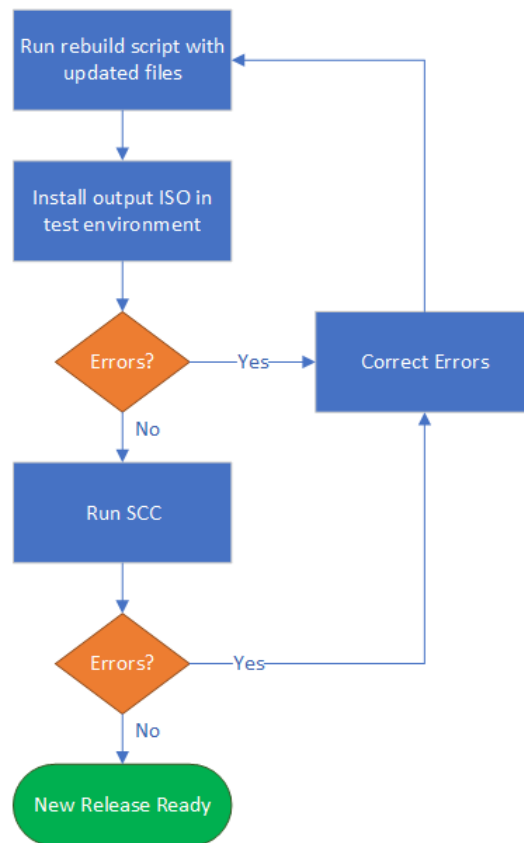 Run rebuild script with
updated files
Install output ISO in
test environment
Errors?
Yes
Correct Errors
No
Run SCC
Errors?
Yes
No
New Release Ready